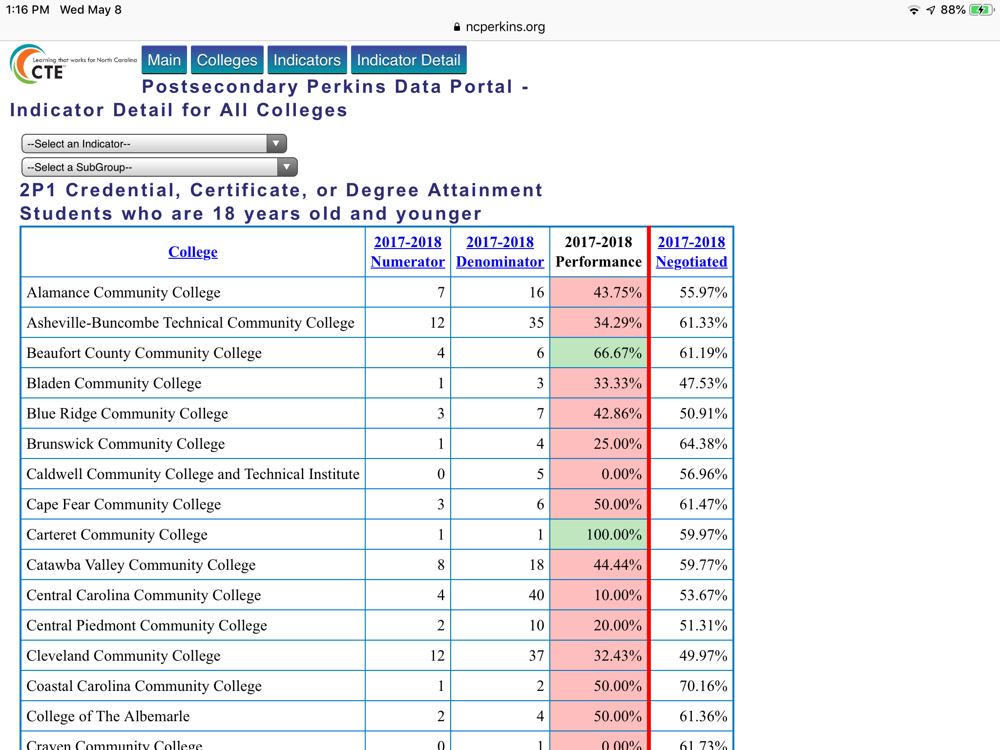 1:16 PM Wed May 8
88%
ncperkins.org
Learning that works for North Carolina
CTE™
Main Colleges Indicators Indicator Detail
Postsecondary Perkins Data Portal -
Indicator Detail for All Colleges
--Select an Indicator--
--Select a SubGroup--
2P1 Credential, Certificate, or Degree Attainment
Students who are 18 years old and younger
College 2017-2018 Numerator 2017-2018 Denominator 2017-2018 Performance 2017-2018 Negotiated
Alamance Community College 7 16 43.75% 55.97%
Asheville-Buncombe Technical Community College 12 35 34.29% 61.33%
Beaufort County Community College 4 6 66.67% 61.19%
Bladen Community College 1 3 33.33% 47.53%
Blue Ridge Community College 3 7 42.86% 50.91%
Brunswick Community College 1 4 25.00% 64.38%
Caldwell Community College and Technical Institute 0 5 0.00% 56.96%
Cape Fear Community College 3 6 50.00% 61.47%
Carteret Community College 1 1 100.00% 59.97%
Catawba Valley Community College 8 18 44.44% 59.77%
Central Carolina Community College 4 40 10.00% 53.67%
Central Piedmont Community College 2 10 20.00% 51.31%
Cleveland Community College 12 37 32.43% 49.97%
Coastal Carolina Community College 1 2 50.00% 70.16%
College of The Albemarle 2 4 50.00% 61.36%
Craven Community College 0 1 0.00% 61.73%